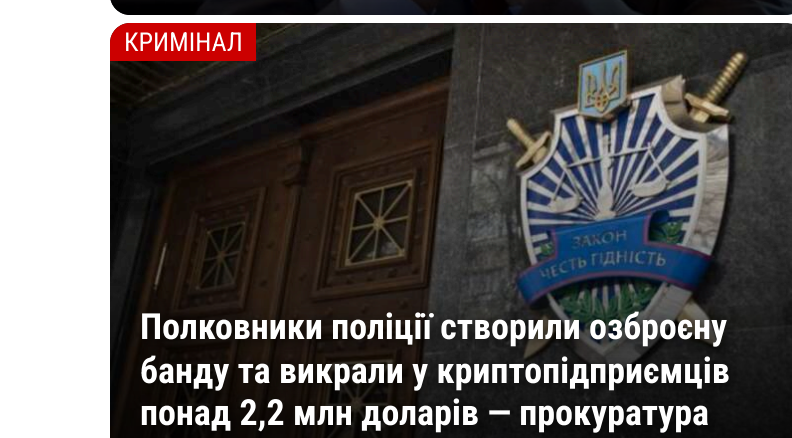 КРИМІНАЛ
ЗАКОН
ЧЕСТЬ ГІДНІСТЬ
Полковники поліції створили озброєну
банду та викрали у криптопідприємців
понад 2,2 млн доларів — прокуратура